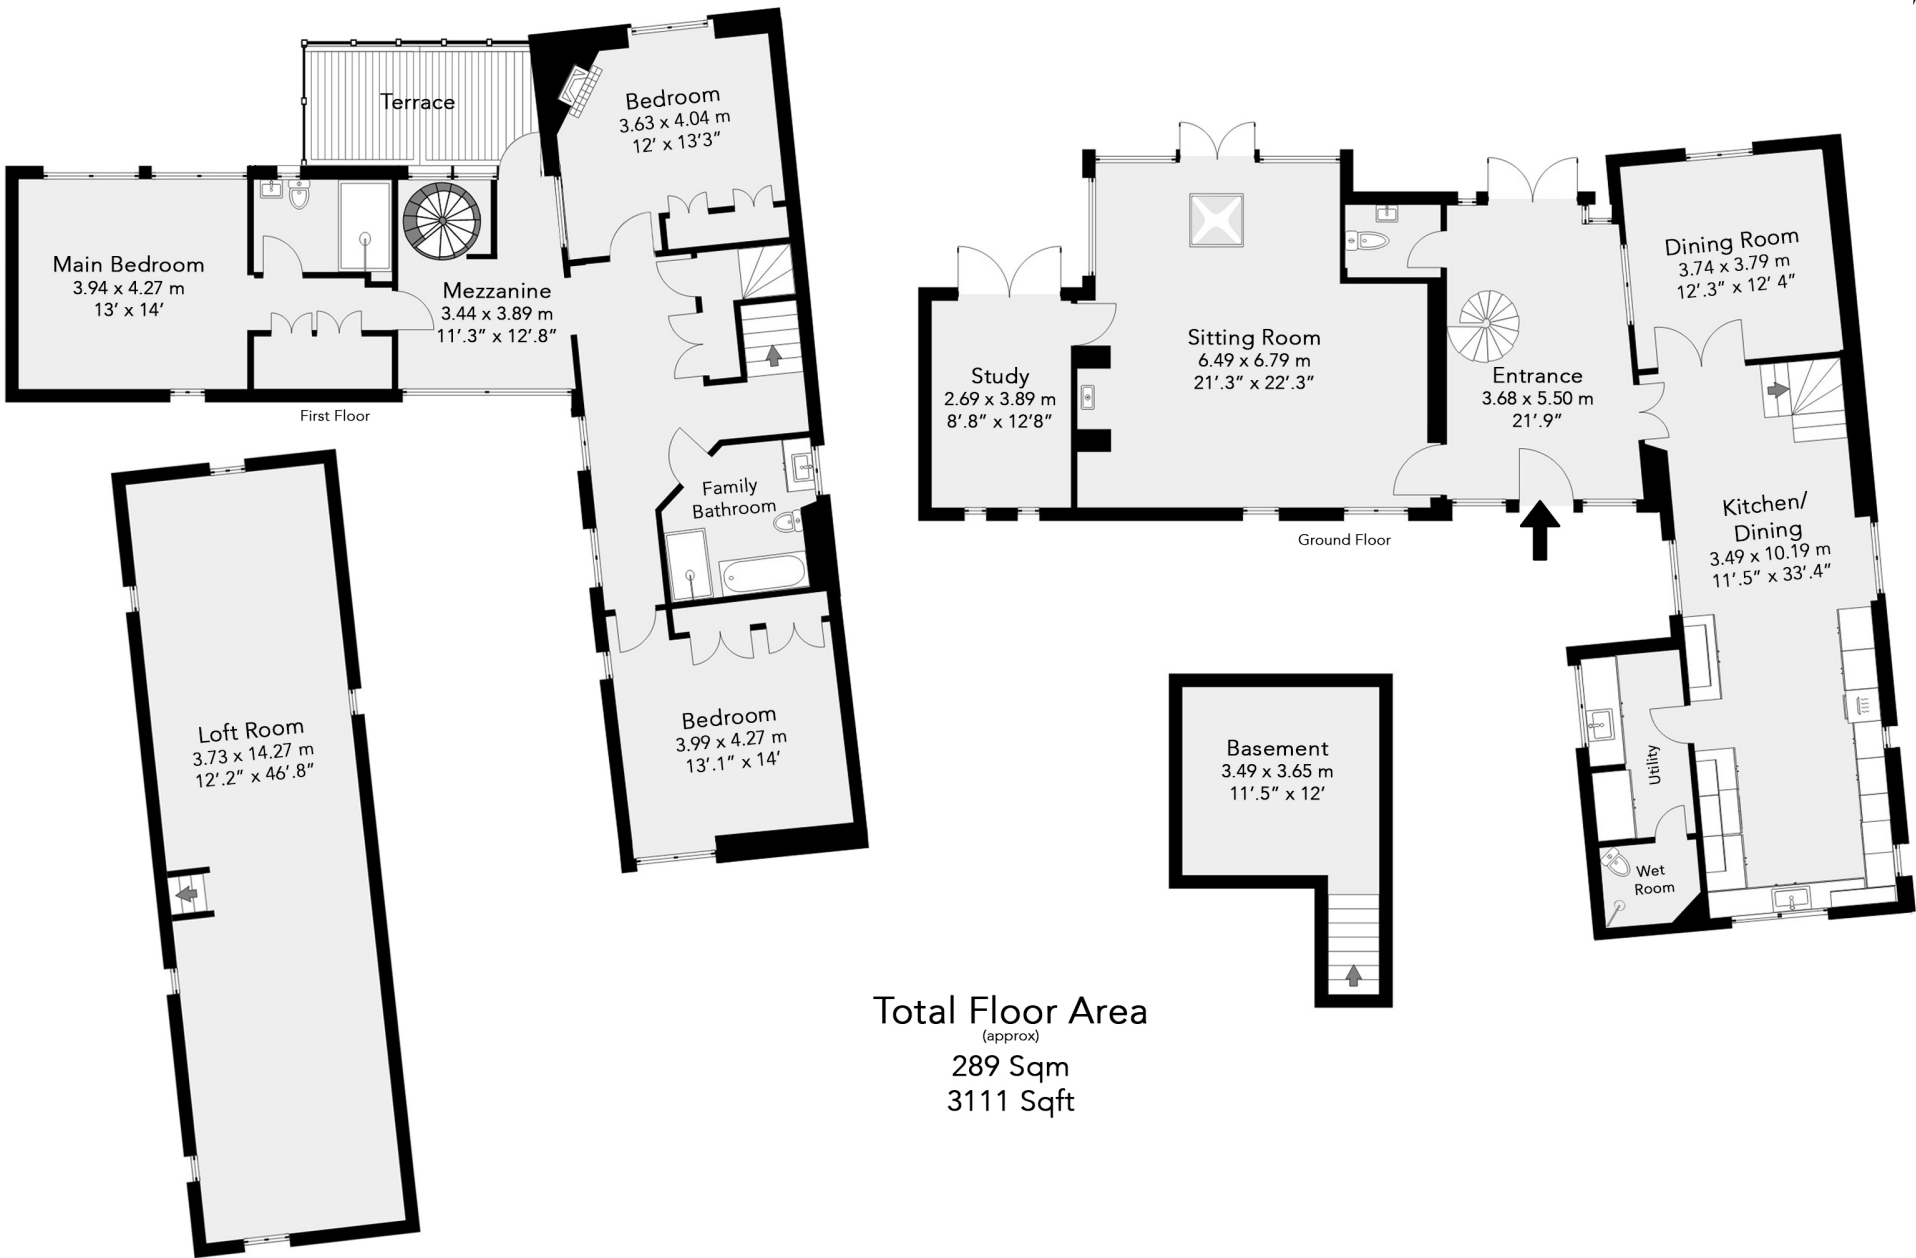 Terrace
Bedroom
3.63 x 4.04 m
12’ x 13’3”
Main Bedroom
3.94 x 4.27 m
13’ x 14’
Mezzanine
3.44 x 3.89 m
11’.3” x 12’.8”
First Floor
Family
Bathroom
Bedroom
3.99 x 4.27 m
13’.1” x 14’
Loft Room
3.73 x 14.27 m
12’.2” x 46’.8”
Dining Room
3.74 x 3.79 m
12’.3” x 12’ 4”
Sitting Room
6.49 x 6.79 m
21’.3” x 22’.3”
Study
2.69 x 3.89 m
8’.8” x 12’8”
Entrance
3.68 x 5.50 m
21’.9”
Ground Floor
Kitchen/
Dining
3.49 x 10.19 m
11’.5” x 33’.4”
Utility
Wet
Room
Basement
3.49 x 3.65 m
11’.5” x 12’
Total Floor Area
(approx)
289 Sqm
3111 Sqft